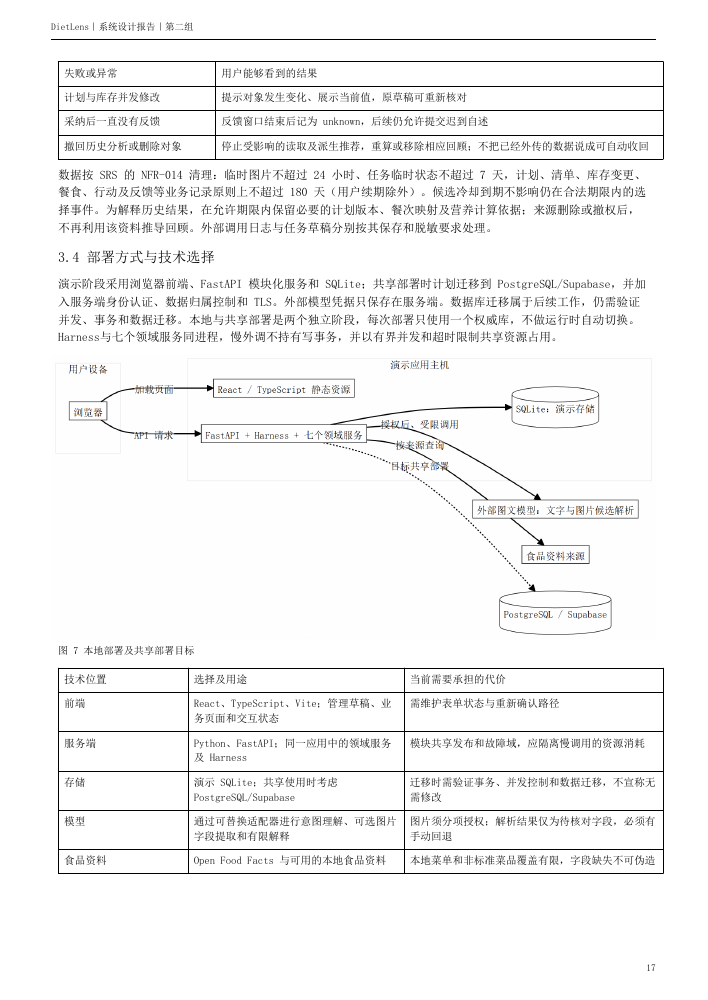 DietLens｜系统设计报告｜第二组
失败或异常
用户能够看到的结果
计划与库存并发修改
提示对象发生变化、展示当前值，原草稿可重新核对
采纳后一直没有反馈
反馈窗口结束后记为 unknown，后续仍允许提交迟到自述
撤回历史分析或删除对象
停止受影响的读取及派生推荐，重算或移除相应回顾；不把已经外传的数据说成可自动收回
数据按 SRS 的 NFR-014 清理：临时图片不超过 24 小时、任务临时状态不超过 7 天，计划、清单、库存变更、
餐食、行动及反馈等业务记录原则上不超过 180 天（用户续期除外）。候选冷却到期不影响仍在合法期限内的选
择事件。为解释历史结果，在允许期限内保留必要的计划版本、餐次映射及营养计算依据；来源删除或撤权后，
不再利用该资料推导回顾。外部调用日志与任务草稿分别按其保存和脱敏要求处理。
3.4 部署方式与技术选择
演示阶段采用浏览器前端、FastAPI 模块化服务和 SQLite；共享部署时计划迁移到 PostgreSQL/Supabase，并加
入服务端身份认证、数据归属控制和 TLS。外部模型凭据只保存在服务端。数据库迁移属于后续工作，仍需验证
并发、事务和数据迁移。本地与共享部署是两个独立阶段，每次部署只使用一个权威库，不做运行时自动切换。
Harness与七个领域服务同进程，慢外调不持有写事务，并以有界并发和超时限制共享资源占用。
用户设备
演示应用主机
加载页面
React / TypeScript 静态资源
浏览器
SQLite：演示存储
API 请求
FastAPI + Harness + 七个领域服务
授权后、受限调用
按来源查询
目标共享部署
外部图文模型：文字与图片候选解析
食品资料来源
PostgreSQL / Supabase
图 7 本地部署及共享部署目标
技术位置
选择及用途
当前需要承担的代价
前端
React、TypeScript、Vite；管理草稿、业
务页面和交互状态
需维护表单状态与重新确认路径
服务端
Python、FastAPI；同一应用中的领域服务
及 Harness
模块共享发布和故障域，应隔离慢调用的资源消耗
存储
演示 SQLite；共享使用时考虑
PostgreSQL/Supabase
迁移时需验证事务、并发控制和数据迁移，不宣称无
需修改
模型
通过可替换适配器进行意图理解、可选图片
字段提取和有限解释
图片须分项授权；解析结果仅为待核对字段，必须有
手动回退
食品资料
Open Food Facts 与可用的本地食品资料
本地菜单和非标准菜品覆盖有限，字段缺失不可伪造
17